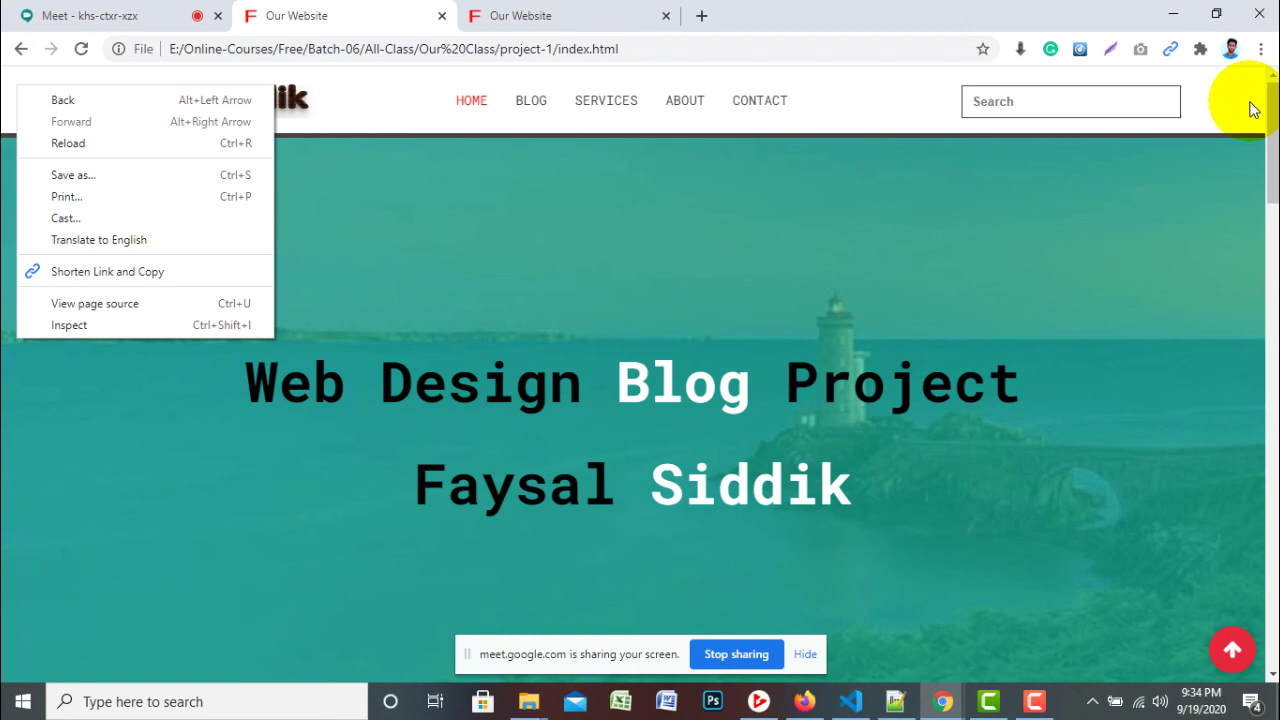 Meet - khs-ctxr-xzx
Our Website
Our Website
File
E:/Online-Courses/Free/Batch-06/All-Class/Our%20Class/project-1/index.html
dik
HOME
BLOG
SERVICES
ABOUT
CONTACT
Search
Back Alt+Left Arrow
Forward Alt+Right Arrow
Reload Ctrl+R
Save as... Ctrl+S
Print... Ctrl+P
Cast...
Translate to English
Shorten Link and Copy
View page source Ctrl+U
Inspect Ctrl+Shift+I
Web Design Blog Project
Faysal Siddik
meet.google.com is sharing your screen.
Stop sharing
Hide
Type here to search
Ps
9:34 PM
9/19/2020
4